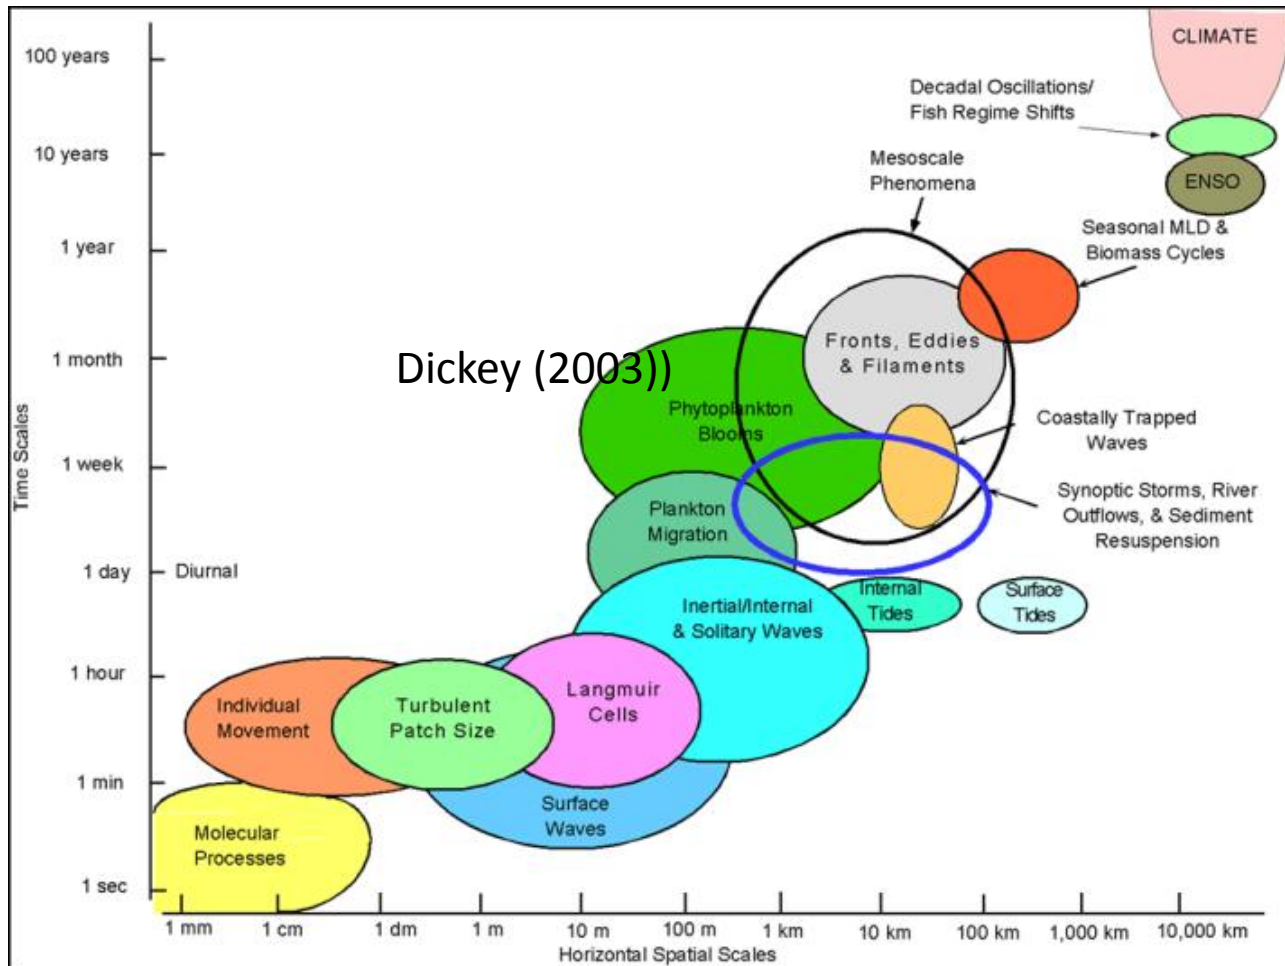 CLIMATE
100 years
Decadal Oscillations/
Fish Regime Shifts
10 years
Mesoscale
Phenomena
ENSO
Seasonal MLD &
Biomass Cycles
1 year
Fronts, Eddies
& Filaments
1 month
Dickey (2003))
Phytoplankton
Blooms
Coastally Trapped
Waves
Time Scales
1 week
Synoptic Storms, River
Outflows, & Sediment
Resuspension
Plankton
Migration
1 day
Diurnal
Internal
Tides
Surface
Tides
Inertial/Internal
& Solitary Waves
1 hour
Individual
Movement
Turbulent
Patch Size
Langmuir
Cells
1 min
Surface
Waves
Molecular
Processes
1 sec
1 mm 1 cm 1 dm 1 m 10 m 100 m 1 km 10 km 100 km 1,000 km 10,000 km
Horizontal Spatial Scales